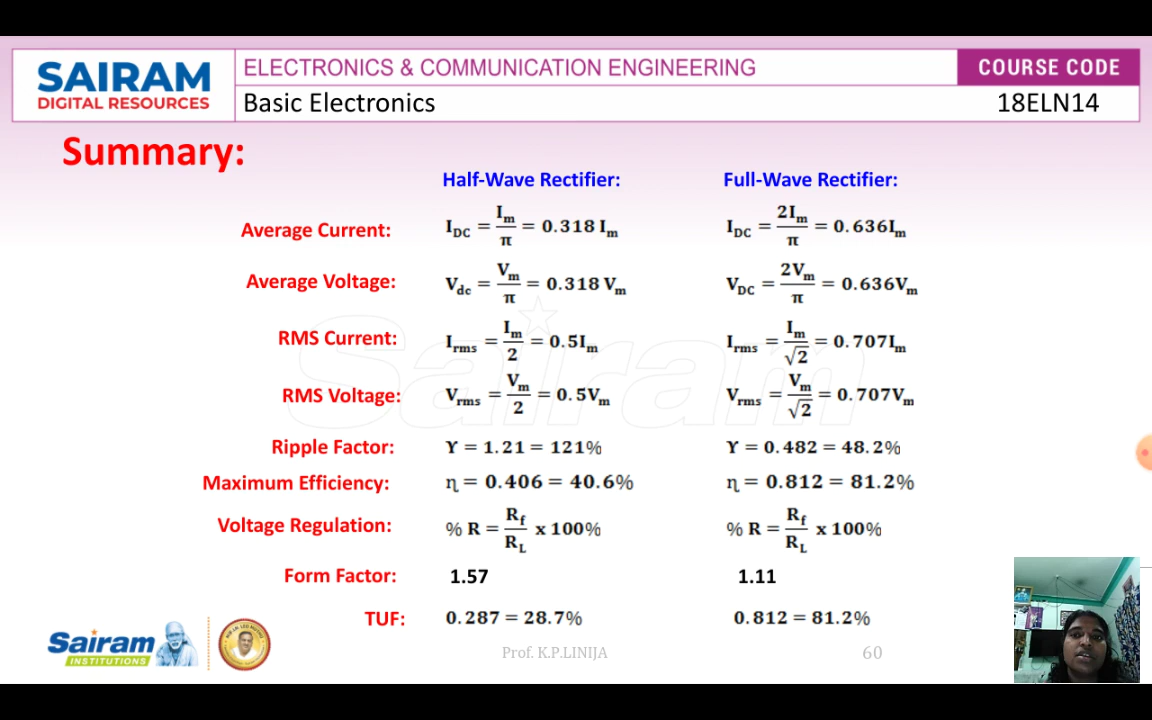 SAIRAM
DIGITAL RESOURCES
ELECTRONICS & COMMUNICATION ENGINEERING
COURSE CODE
Basic Electronics
18ELN14
Summary:
Half-Wave Rectifier: Full-Wave Rectifier:
Average Current: I_DC = I_m/π = 0.318 I_m I_DC = 2I_m/π = 0.636I_m
Average Voltage: V_dc = V_m/π = 0.318 V_m V_DC = 2V_m/π = 0.636V_m
RMS Current: I_rms = I_m/2 = 0.5I_m I_rms = I_m/√2 = 0.707I_m
RMS Voltage: V_rms = V_m/2 = 0.5V_m V_rms = V_m/√2 = 0.707V_m
Ripple Factor: ϒ = 1.21 = 121% ϒ = 0.482 = 48.2%
Maximum Efficiency: η = 0.406 = 40.6% η = 0.812 = 81.2%
Voltage Regulation: % R = R_f/R_L x 100% % R = R_f/R_L x 100%
Form Factor: 1.57 1.11
TUF: 0.287 = 28.7% 0.812 = 81.2%
Sairam
Sairam
INSTITUTIONS
Prof. K.P.LINIJA
60